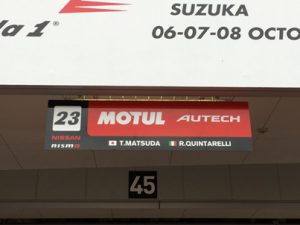 la 1®
SUZUKA
06-07-08 OCTO
23 MOTUL AUTECH
NISSAN
nismo
T.MATSUDA R.QUINTARELLI
45